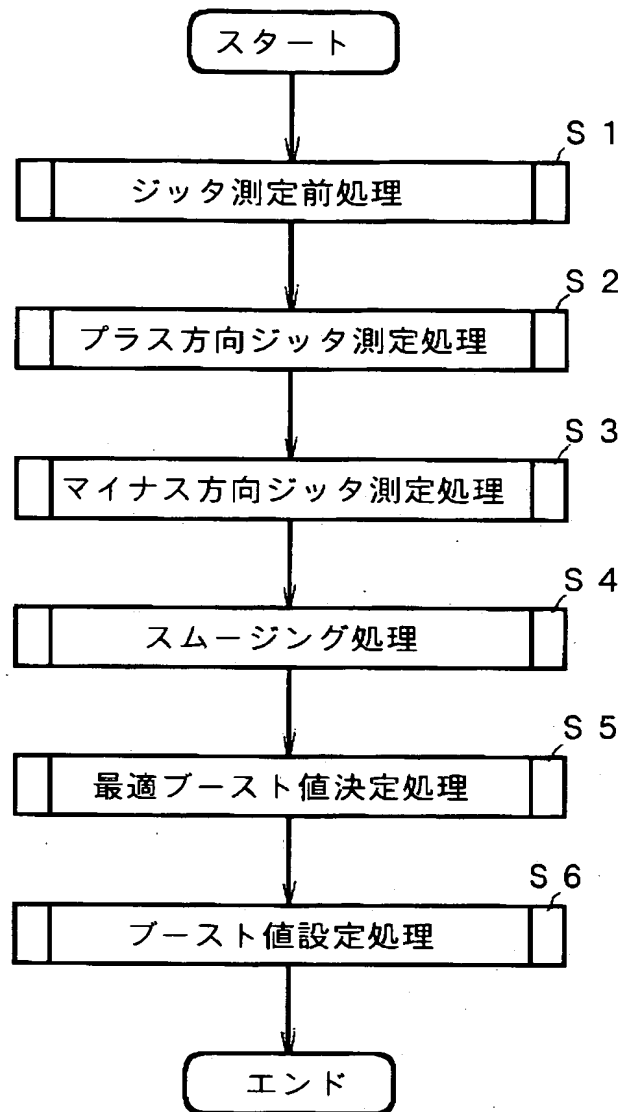 スタート
S 1
ジッタ測定前処理
S 2
プラス方向ジッタ測定処理
S 3
マイナス方向ジッタ測定処理
S 4
スムージング処理
S 5
最適ブースト値決定処理
S 6
ブースト値設定処理
エンド